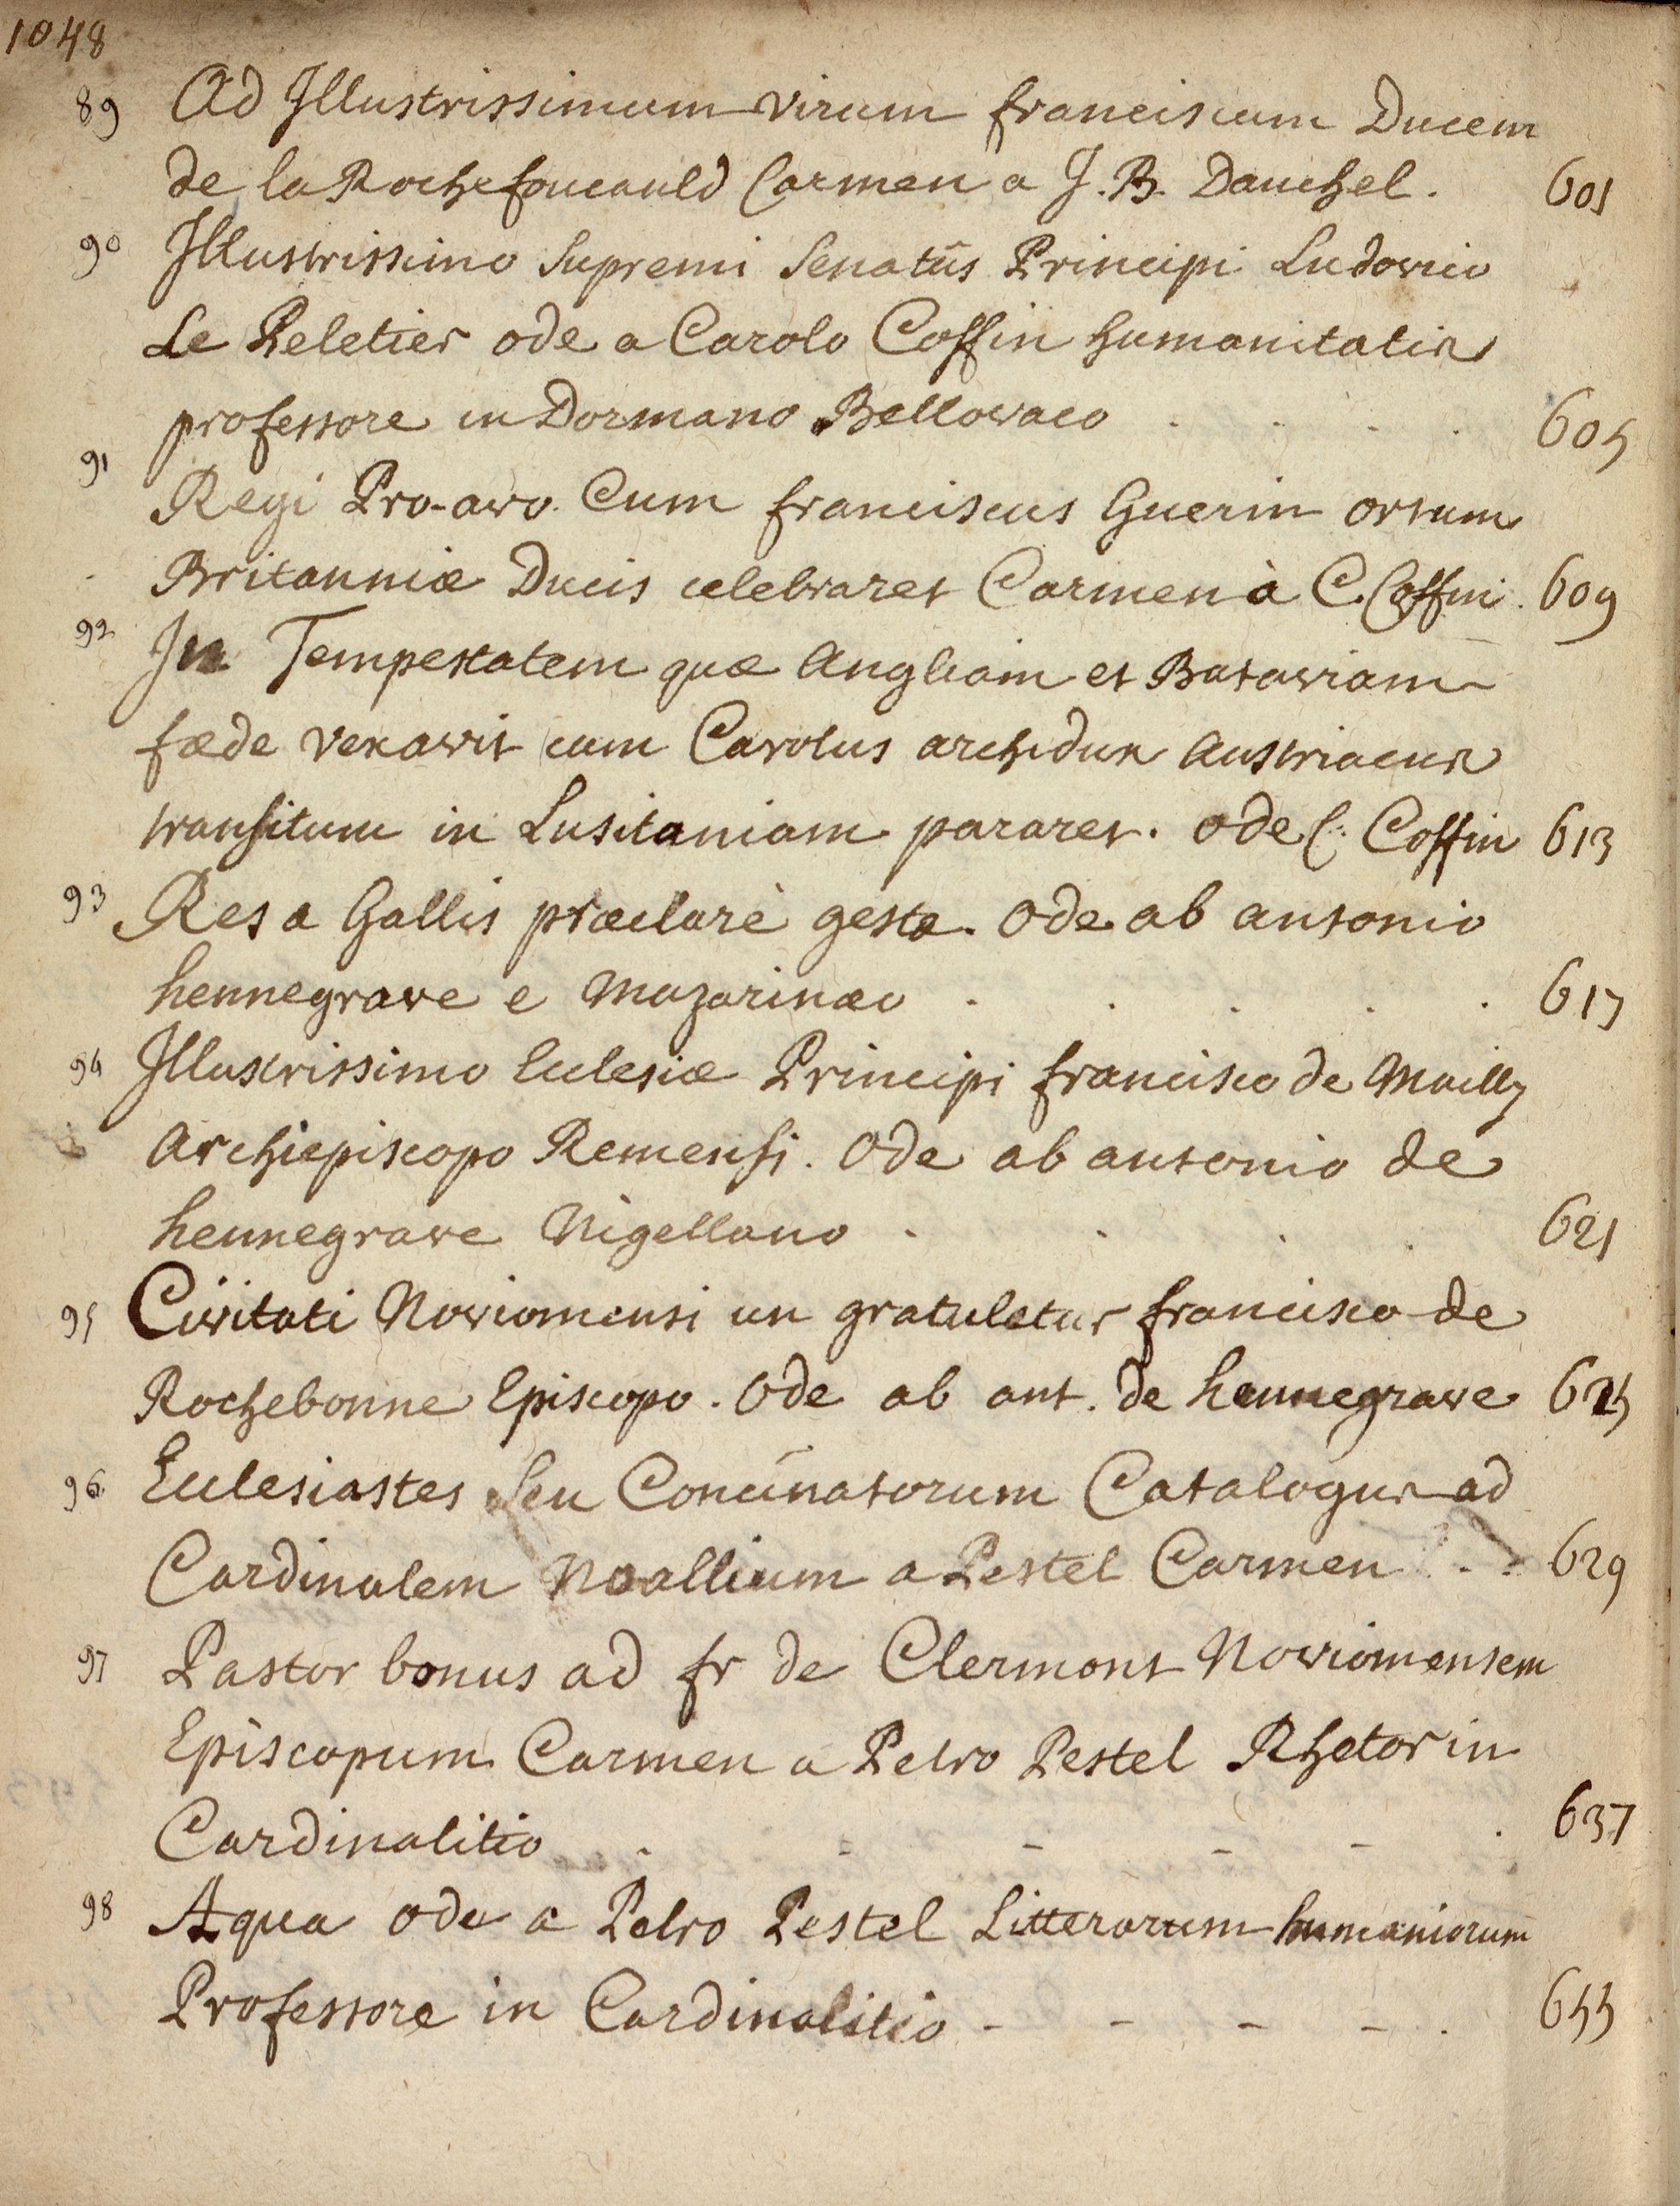 1048
89 Ad Illustrissimum virum franciscum Ducem
de la Rochefoucauld Carmen a J. B. Dauchel. 601
90 Illustrissimo Supremi Senatûs Principi Ludovico
Le Peletier ode a Carolo Coffin humanitatis
professore in Dormano Bellovaco . . . . 605
91 Regi Pro-avo. Cum franciscus Guerin ortum
Britanniæ Ducis celebraret Carmen à C. Coffin. 609
92 In Tempestatem quæ Angliam et Bataviam
fæde vexavit cum Carolus archidux Austriacus
transitum in Lusitaniam pararet. ode C. Coffin 613
93 Res a Gallis præclarè gestæ. Ode ab antonio
hennegrave e Mazarinæo . . . . . 617
94 Illustrissimo Ecclesiæ Principi francisco de Mailly
Archiepiscopo Remensi. Ode ab antonio de
hennegrave Nigellano . . . . 621
95 Civitati Noviomensi un gratuletur francisco de
Rochebonne Episcopo. Ode ab ant. de hennegrave 625
96 Ecclesiastes Seu Concinatorum Catalogus ad
Cardinalem Noallium a Pestel Carmen . . 629
97 Pastor bonus ad fr de Clermont Noviomensem
Episcopum Carmen a Petro Pestel Rhetor in
Cardinalitio . - - - - . 637
98 Aqua ode a Petro Pestel Litterarum humaniorum
Professore in Cardinalitio - - - - . 655